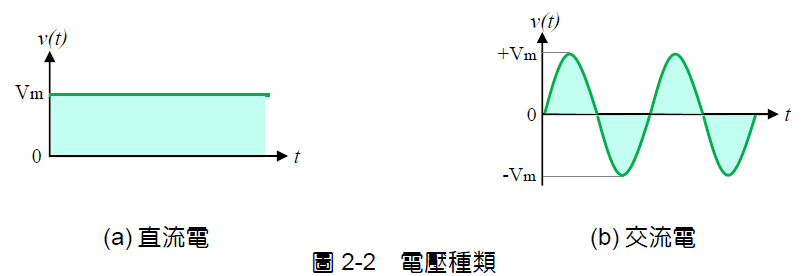 v(t)
Vm
0
t
(a) 直流電
v(t)
+Vm
0
t
-Vm
(b) 交流電
圖 2-2 電壓種類